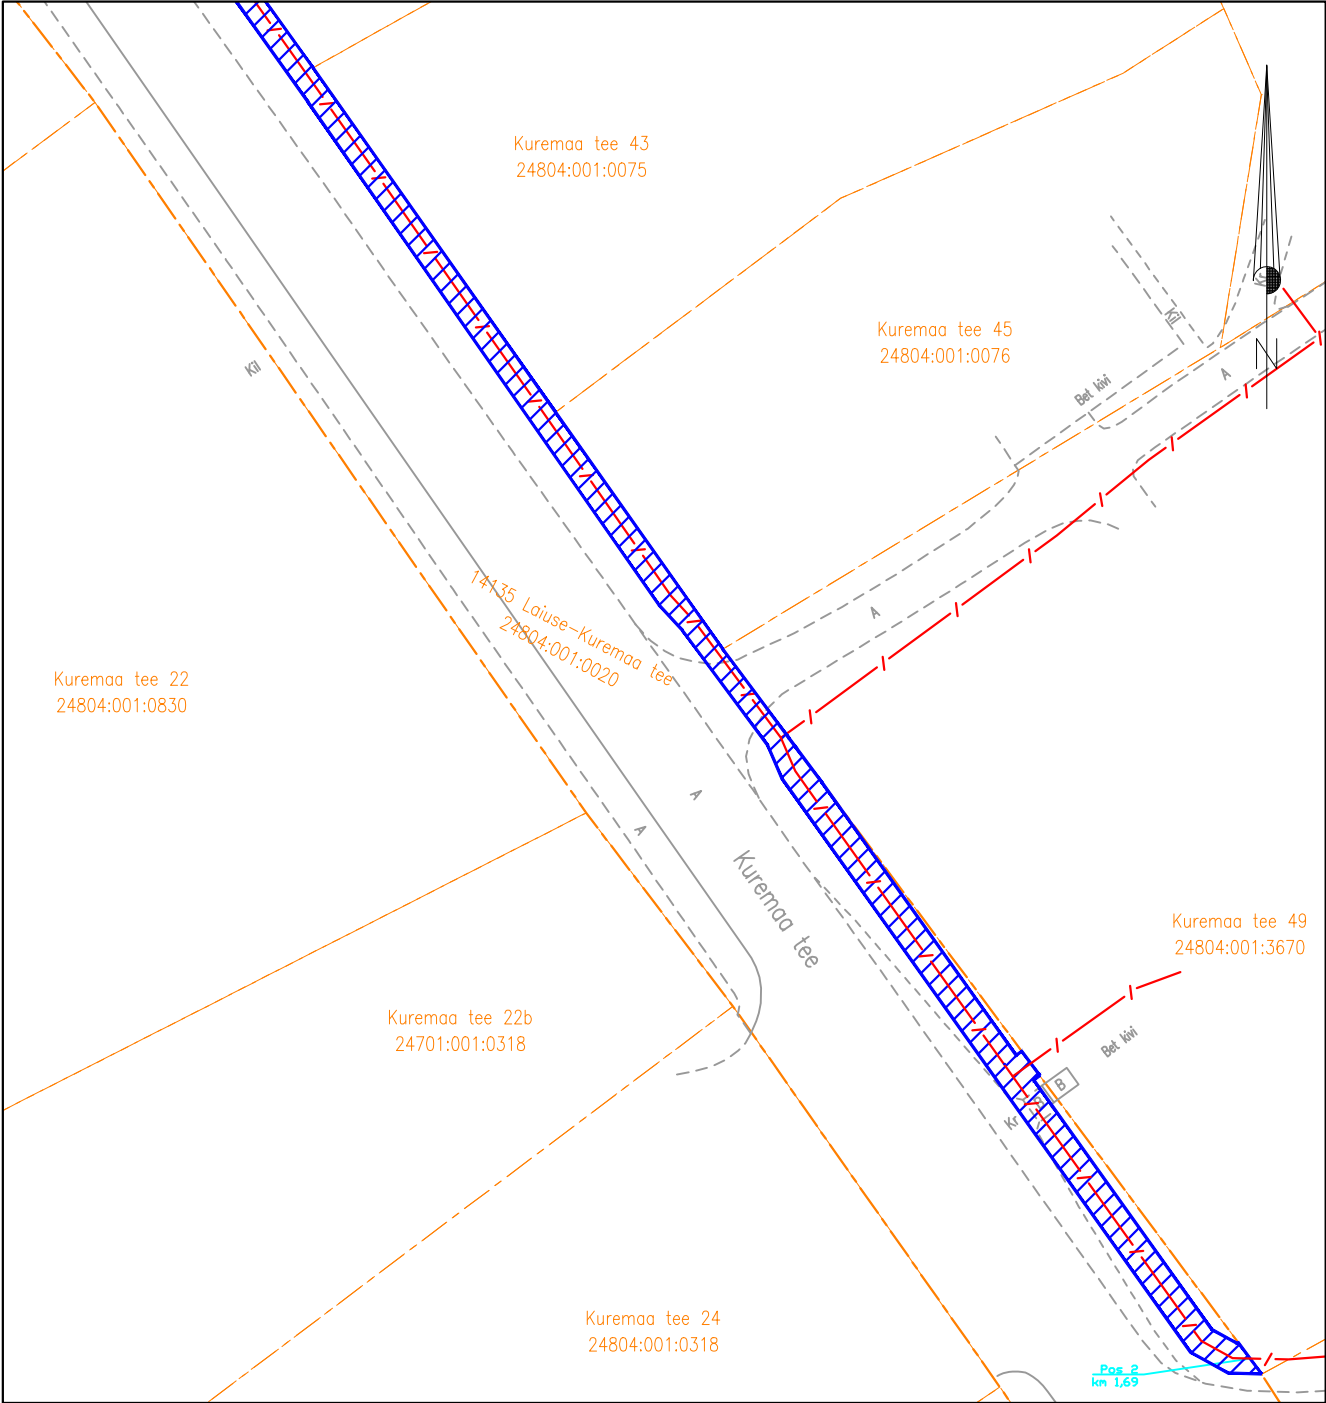 Kuremaa tee 43
24804:001:0075
Kuremaa tee 45
24804:001:0076
Kil
Kil
Kr
N
A
Bet kivi
A
14135 Laiuse-Kuremaa tee
24804:001:0020
Kuremaa tee 22
24804:001:0830
A
A
Kuremaa tee
Kuremaa tee 49
24804:001:3670
Kuremaa tee 22b
24701:001:0318
Bet kivi
B
Kr
Kuremaa tee 24
24804:001:0318
Pos 2
km 1,69